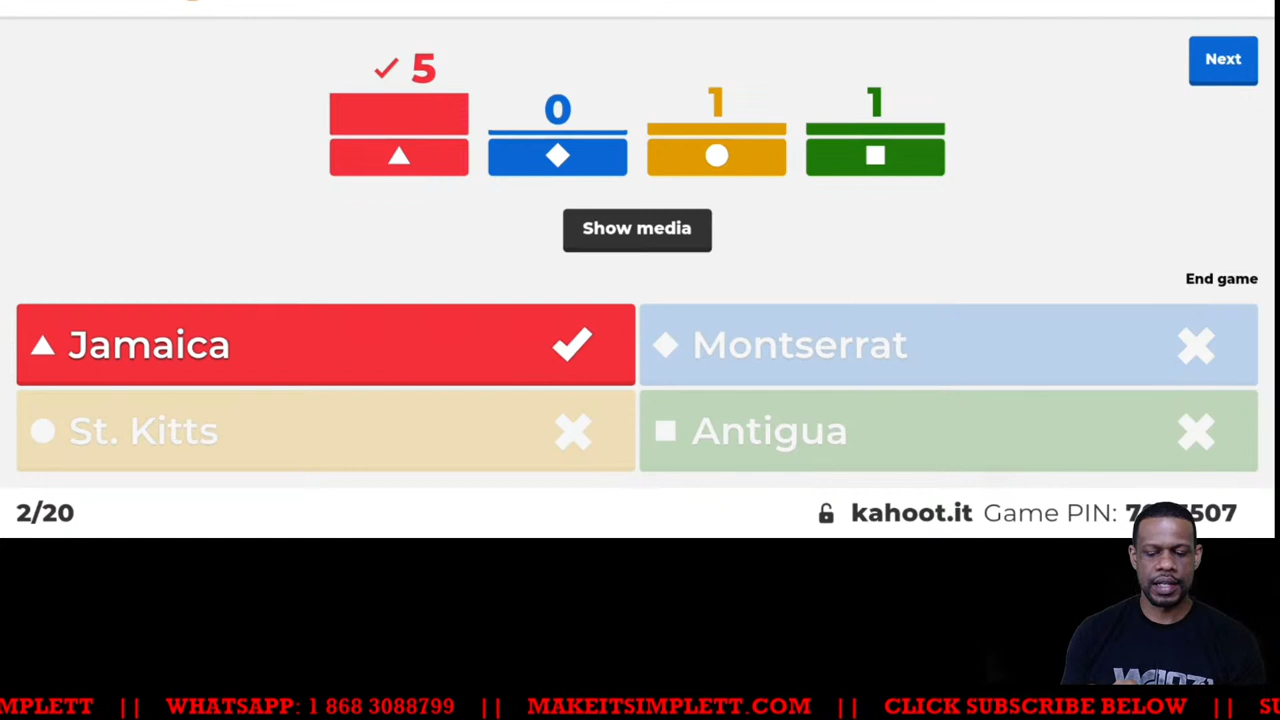 5
0
1
1
Next
Show media
End game
Jamaica
Montserrat
St. Kitts
Antigua
2/20
kahoot.it Game PIN:
MPLETT || WHATSAPP: 1 868 3088799 || MAKEITSIMPLETT.COM || CLICK SUBSCRIBE BELOW ||